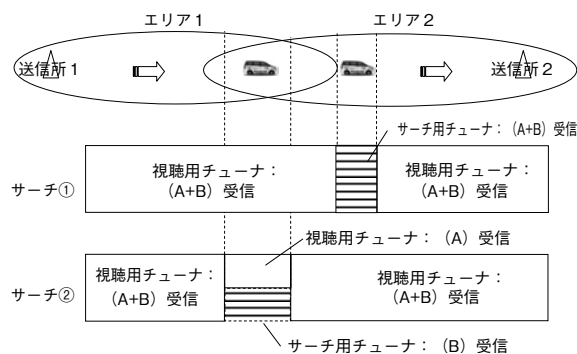 エリア1
エリア2
送信所1
送信所2
サーチ用チューナ：(A+B)受信
サーチ①
視聴用チューナ：
(A+B)受信
視聴用チューナ：
(A+B)受信
視聴用チューナ：(A)受信
サーチ②
視聴用チューナ：
(A+B)受信
視聴用チューナ：
(A+B)受信
サーチ用チューナ：(B)受信